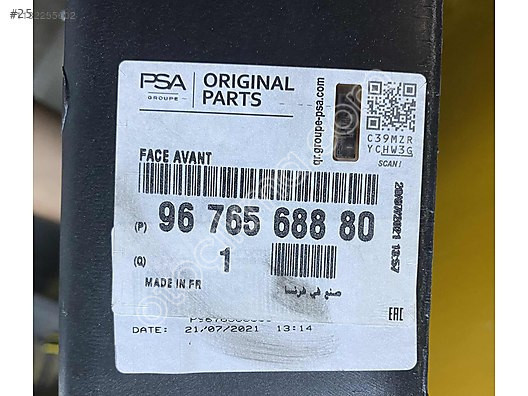 PSA
GROUPE
ORIGINAL
PARTS
qr.groupe-psa.com
C39MZR
YCHW3G
SCAN!
FACE AVANT
(P) 96 765 688 80
(Q) 1
MADE IN FR
صنع في فرنسا
EAC
DATE: 21/07/2021 13:14